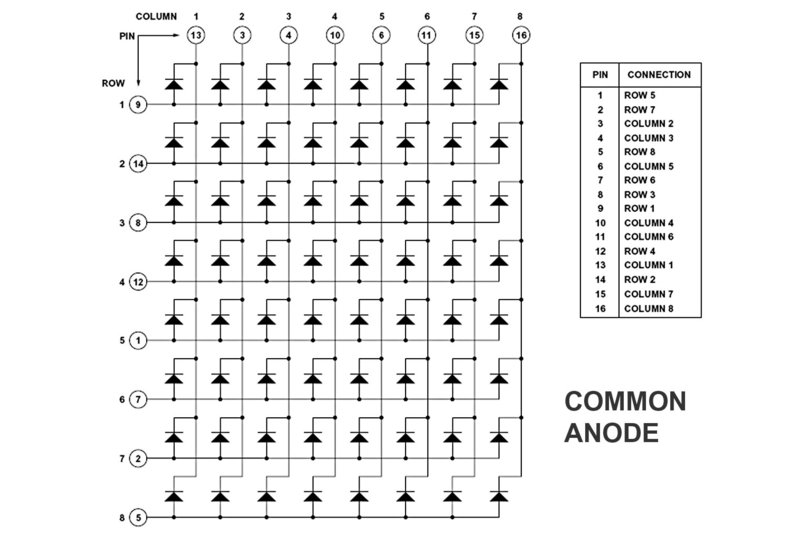 COLUMN 1 2 3 4 5 6 7 8
PIN 13 3 4 10 6 11 15 16
ROW
1 9
2 14
3 8
4 12
5 1
6 7
7 2
8 5
PIN CONNECTION
1 ROW 5
2 ROW 7
3 COLUMN 2
4 COLUMN 3
5 ROW 8
6 COLUMN 5
7 ROW 6
8 ROW 3
9 ROW 1
10 COLUMN 4
11 COLUMN 6
12 ROW 4
13 COLUMN 1
14 ROW 2
15 COLUMN 7
16 COLUMN 8
COMMON
ANODE